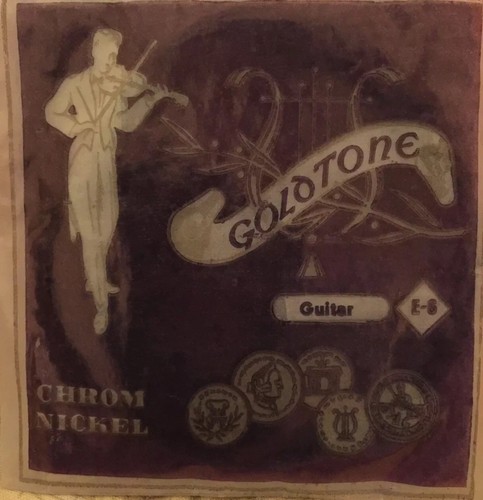 GOLDTONE
Guitar
E-6
CHROM
NICKEL